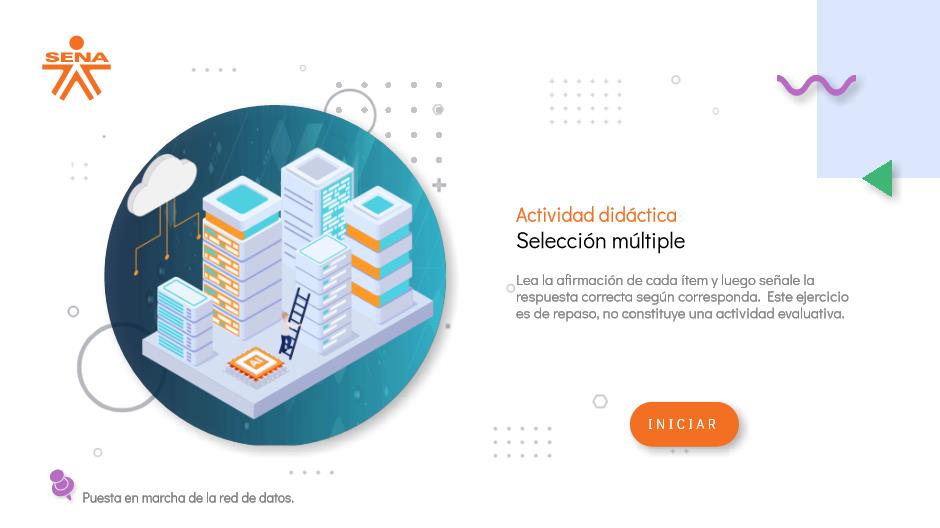 SENA
Actividad didáctica
Selección múltiple
Lea la afirmación de cada ítem y luego señale la
respuesta correcta según corresponda. Este ejercicio
es de repaso, no constituye una actividad evaluativa.
INICIAR
Puesta en marcha de la red de datos.